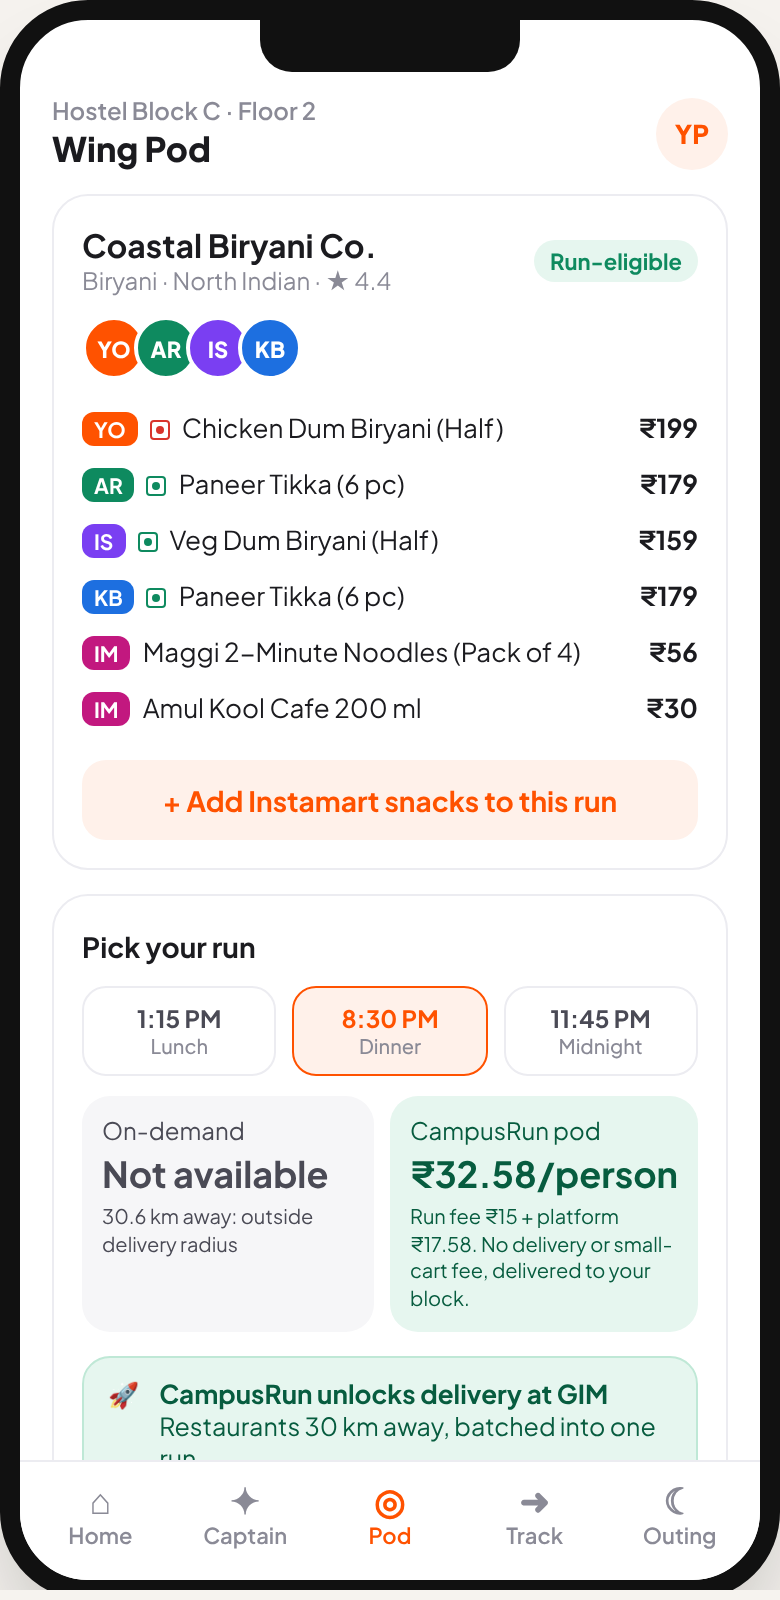 Hostel Block C · Floor 2
Wing Pod
YP
Coastal Biryani Co.
Biryani · North Indian · ★ 4.4
Run-eligible
YO AR IS KB
YO Chicken Dum Biryani (Half) ₹199
AR Paneer Tikka (6 pc) ₹179
IS Veg Dum Biryani (Half) ₹159
KB Paneer Tikka (6 pc) ₹179
IM Maggi 2-Minute Noodles (Pack of 4) ₹56
IM Amul Kool Cafe 200 ml ₹30
+ Add Instamart snacks to this run
Pick your run
1:15 PM
Lunch
8:30 PM
Dinner
11:45 PM
Midnight
On-demand
Not available
30.6 km away: outside
delivery radius
CampusRun pod
₹32.58/person
Run fee ₹15 + platform
₹17.58. No delivery or small-
cart fee, delivered to your
block.
🚀 CampusRun unlocks delivery at GIM
Restaurants 30 km away, batched into one
run
Home
Captain
Pod
Track
Outing